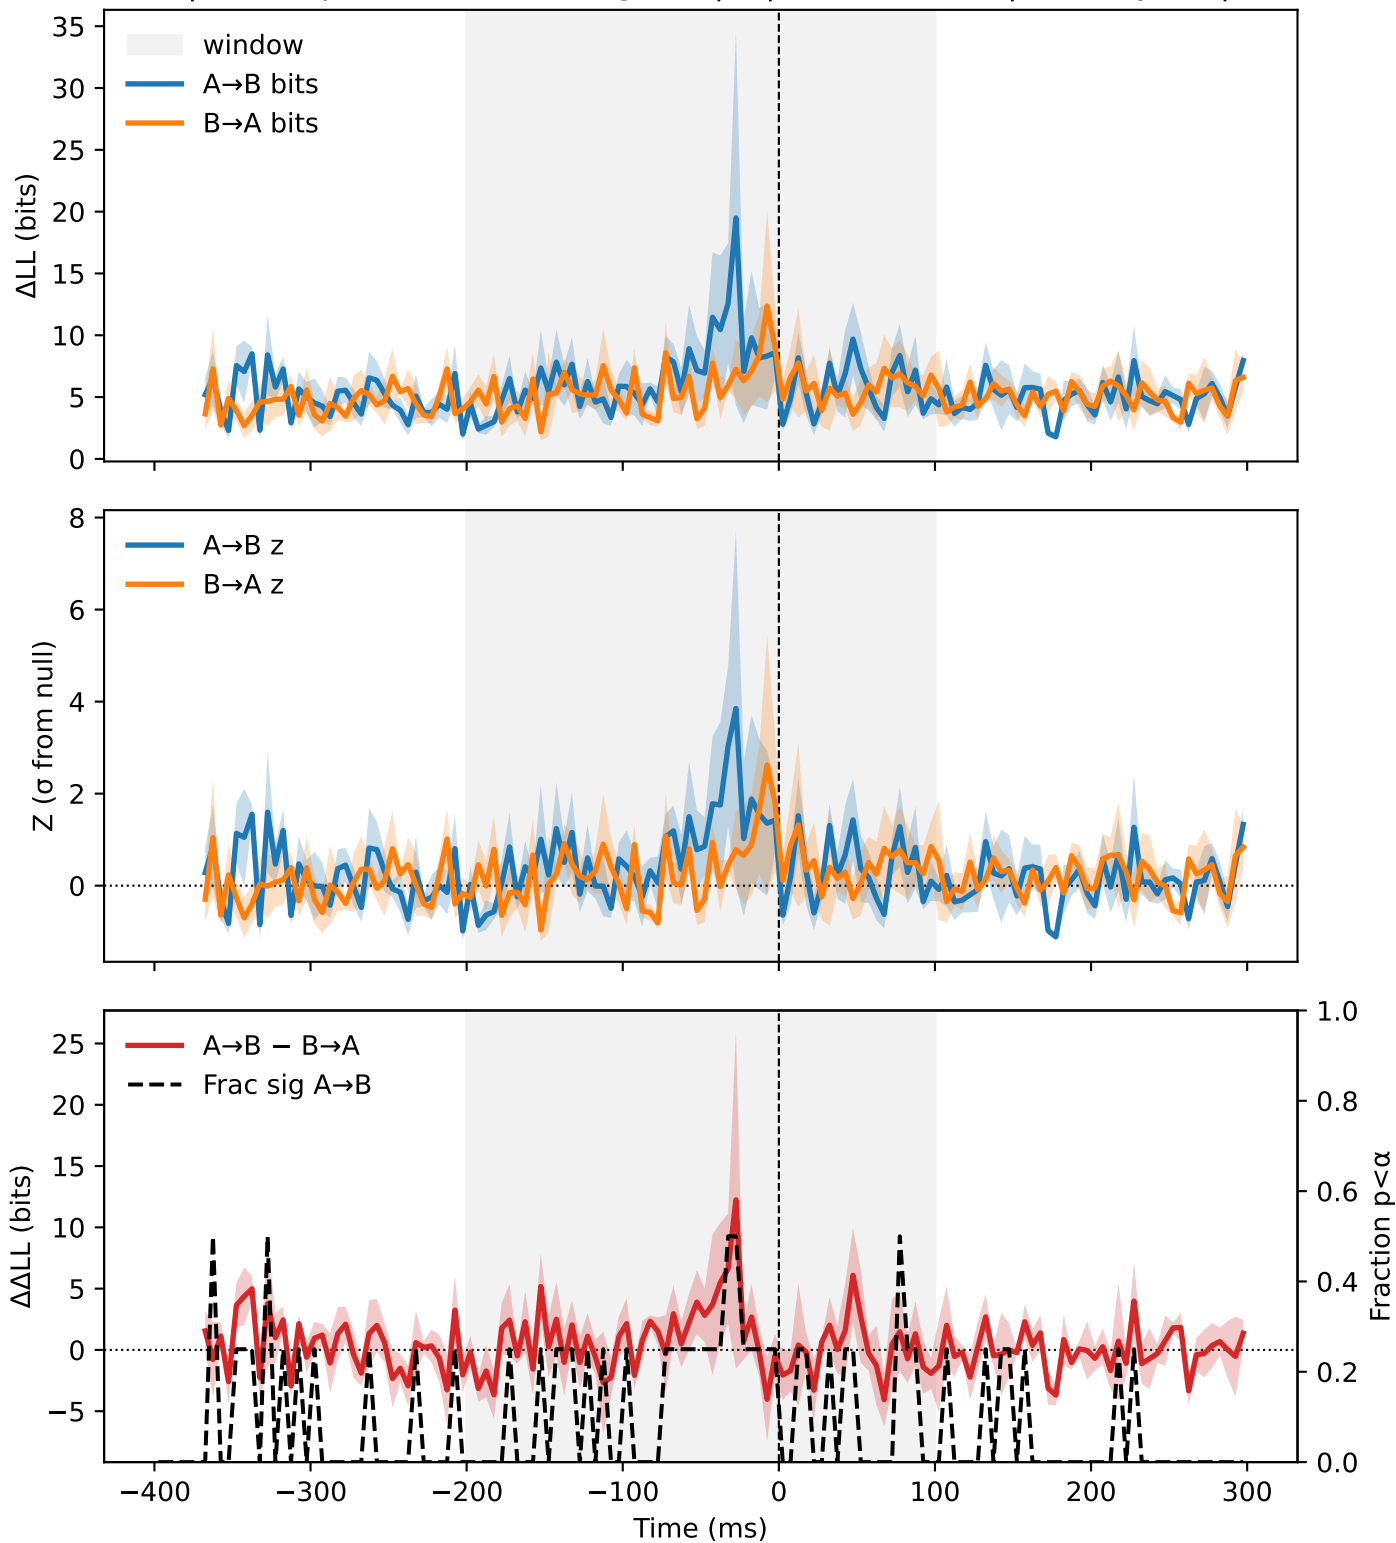 35
30
25
20
15
10
5
0
ΔLL (bits)
window
A→B bits
B→A bits
8
6
4
2
0
Z (σ from null)
A→B z
B→A z
25
20
15
10
5
0
−5
ΔΔLL (bits)
A→B − B→A
Frac sig A→B
1.0
0.8
0.6
0.4
0.2
0.0
Fraction p<α
−400 −300 −200 −100 0 100 200 300
Time (ms)